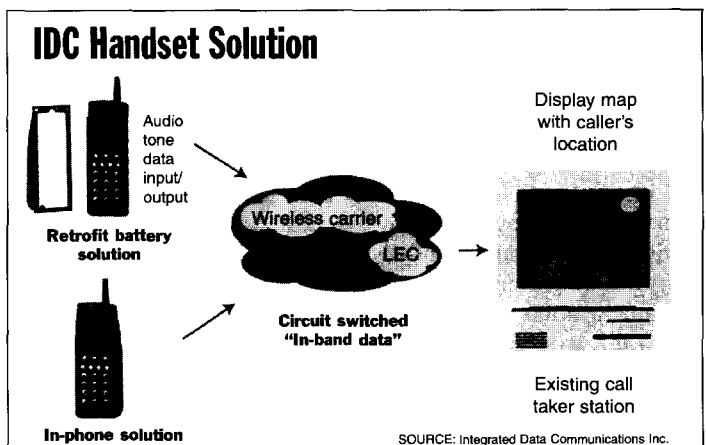 IDC Handset Solution
Audio
tone
data
input/
output
Retrofit battery
solution
In-phone solution
Wireless carrier
LEC
Circuit switched
“In-band data”
Display map
with caller's
location
Existing call
taker station
SOURCE: Integrated Data Communications Inc.